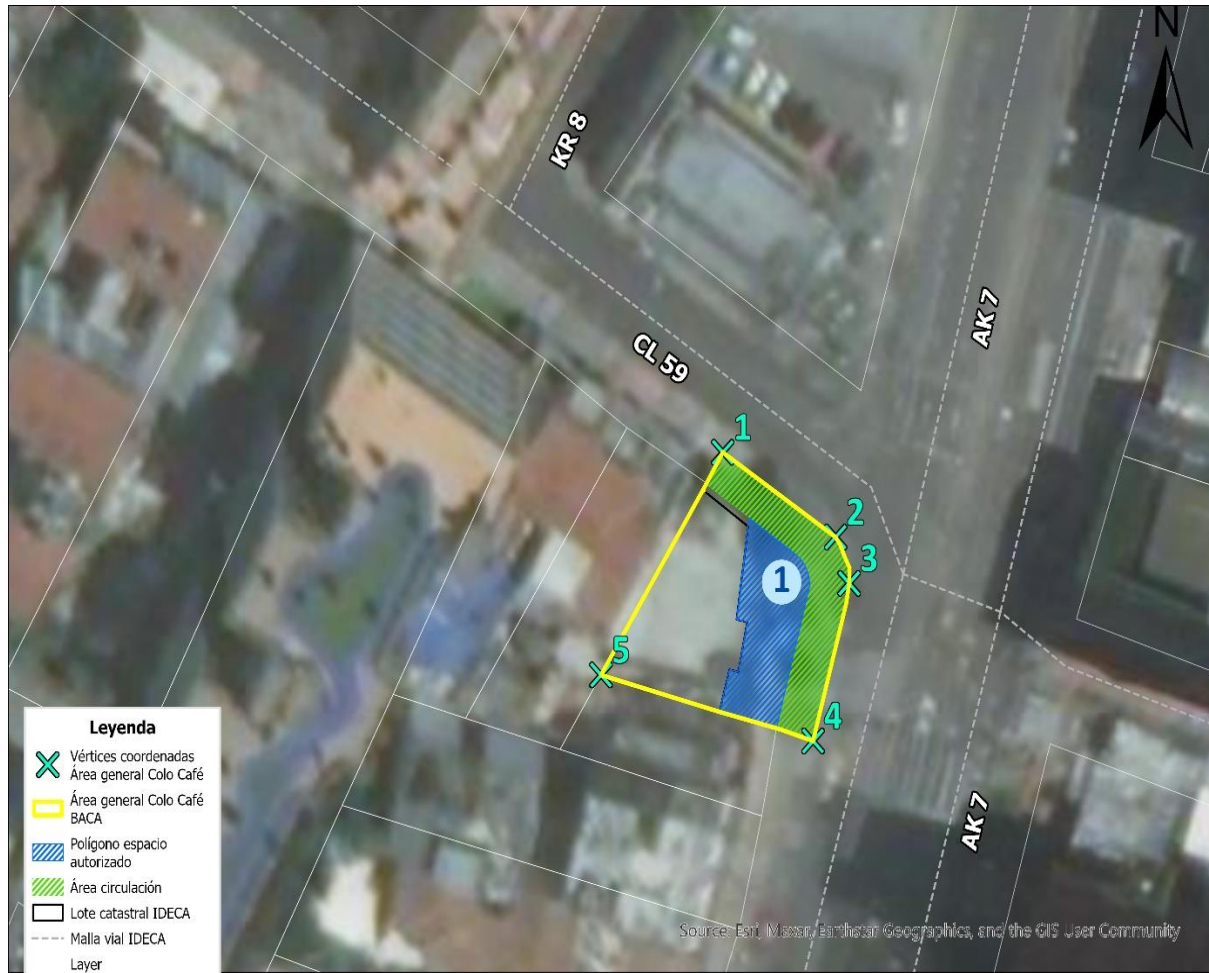 N
KR 8
AK 7
CL 59
1
2
3
1
5
4
AK 7
Leyenda
Vértices coordenadas
Área general Colo Café
Área general Colo Café
BACA
Polígono espacio
autorizado
Área circulación
Lote catastral IDECA
Malla vial IDECA
Layer
Source: Esri, Maxar, Earthstar Geographics, and the GIS User Community